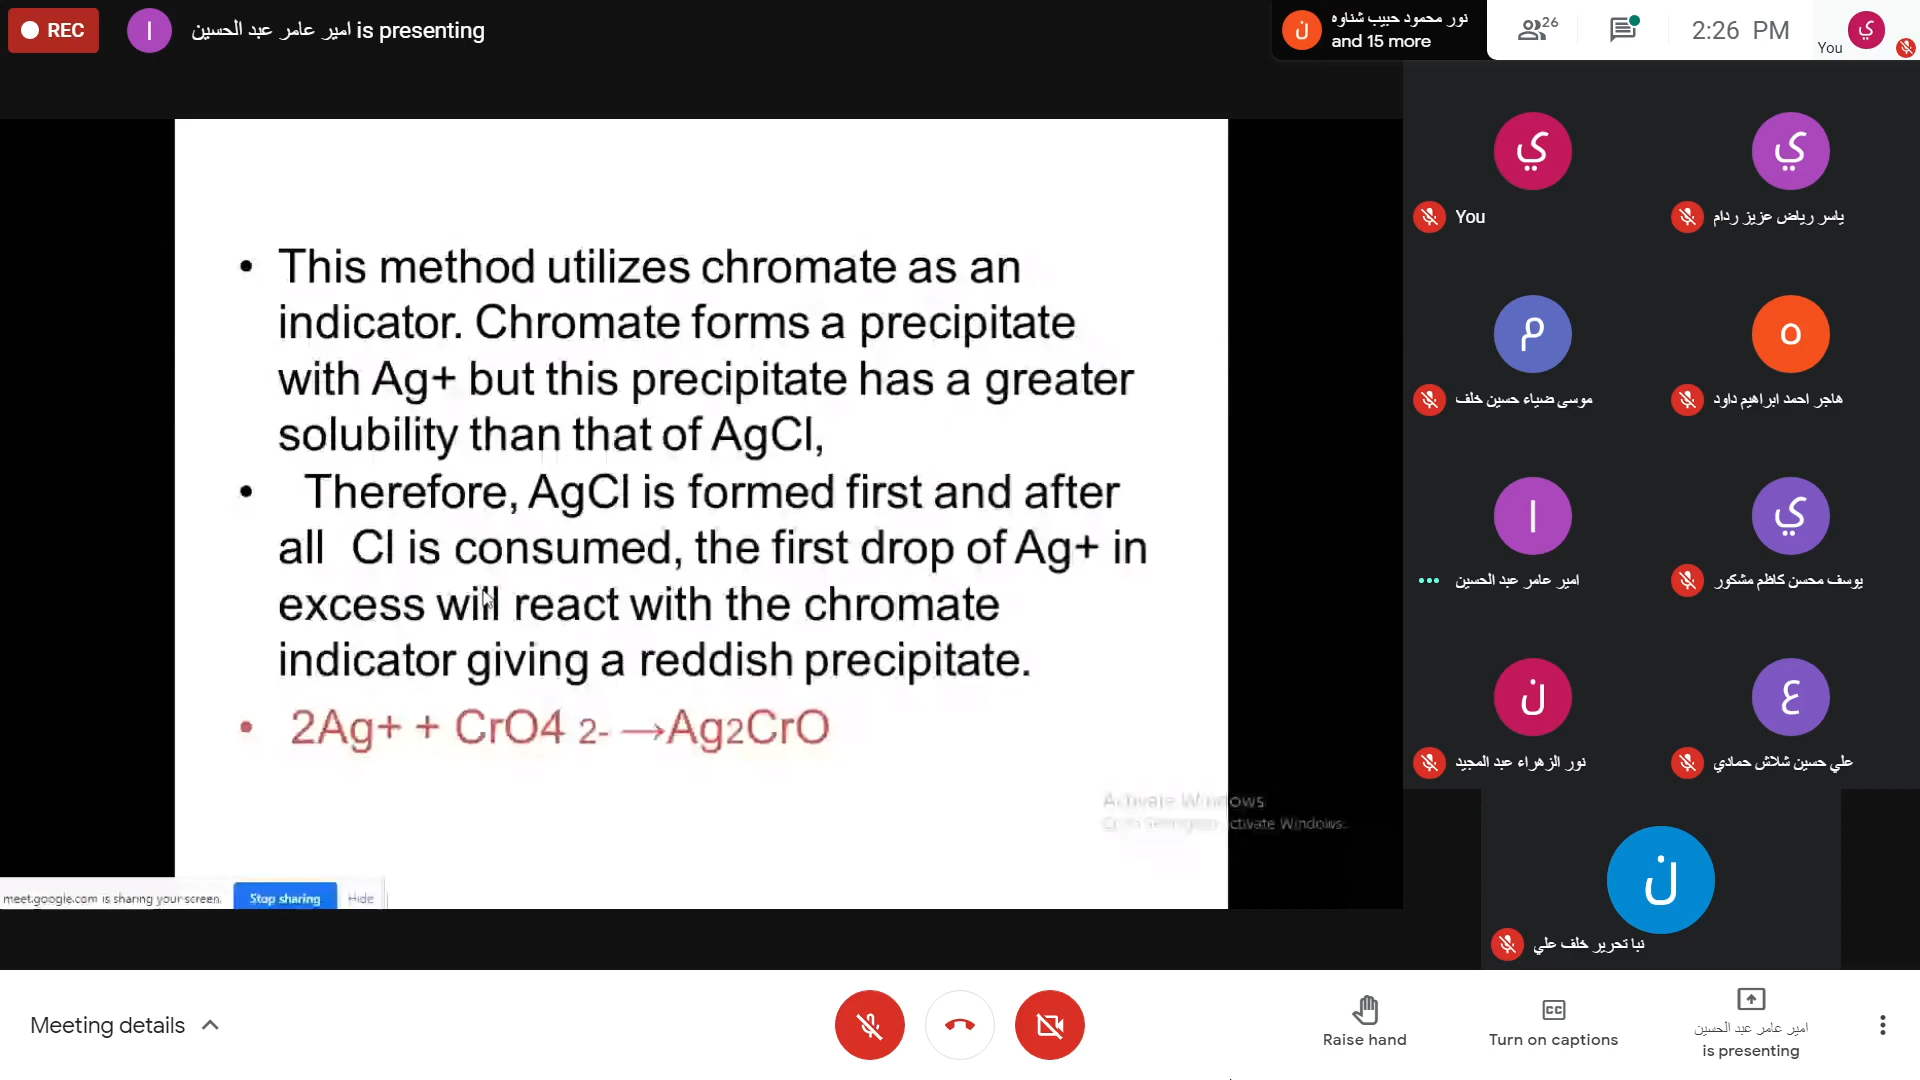 REC
ا
امير عامر عبد الحسين is presenting
ن
نور محمود حبيب شناوه
and 15 more
26
2:26 PM
You
ي
• This method utilizes chromate as an
indicator. Chromate forms a precipitate
with Ag+ but this precipitate has a greater
solubility than that of AgCl,
• Therefore, AgCl is formed first and after
all Cl is consumed, the first drop of Ag+ in
excess will react with the chromate
indicator giving a reddish precipitate.
• 2Ag+ + CrO4 2- →Ag2CrO
Activate Windows
Activate Windows.
meet.google.com is sharing your screen.
Stop sharing
Hide
ي
You
ي
ياسر رياض عزيز ردام
م
موسى ضياء حسين خلف
ه
هاجر احمد ابراهيم داود
ا
امير عامر عبد الحسين
ي
يوسف محسن كاظم مشكور
ن
نور الزهراء عبد المجيد
ع
علي حسين شلاش حمادي
ن
نبا تحرير خلف علي
Meeting details
Raise hand
CC
Turn on captions
امير عامر عبد الحسين
is presenting